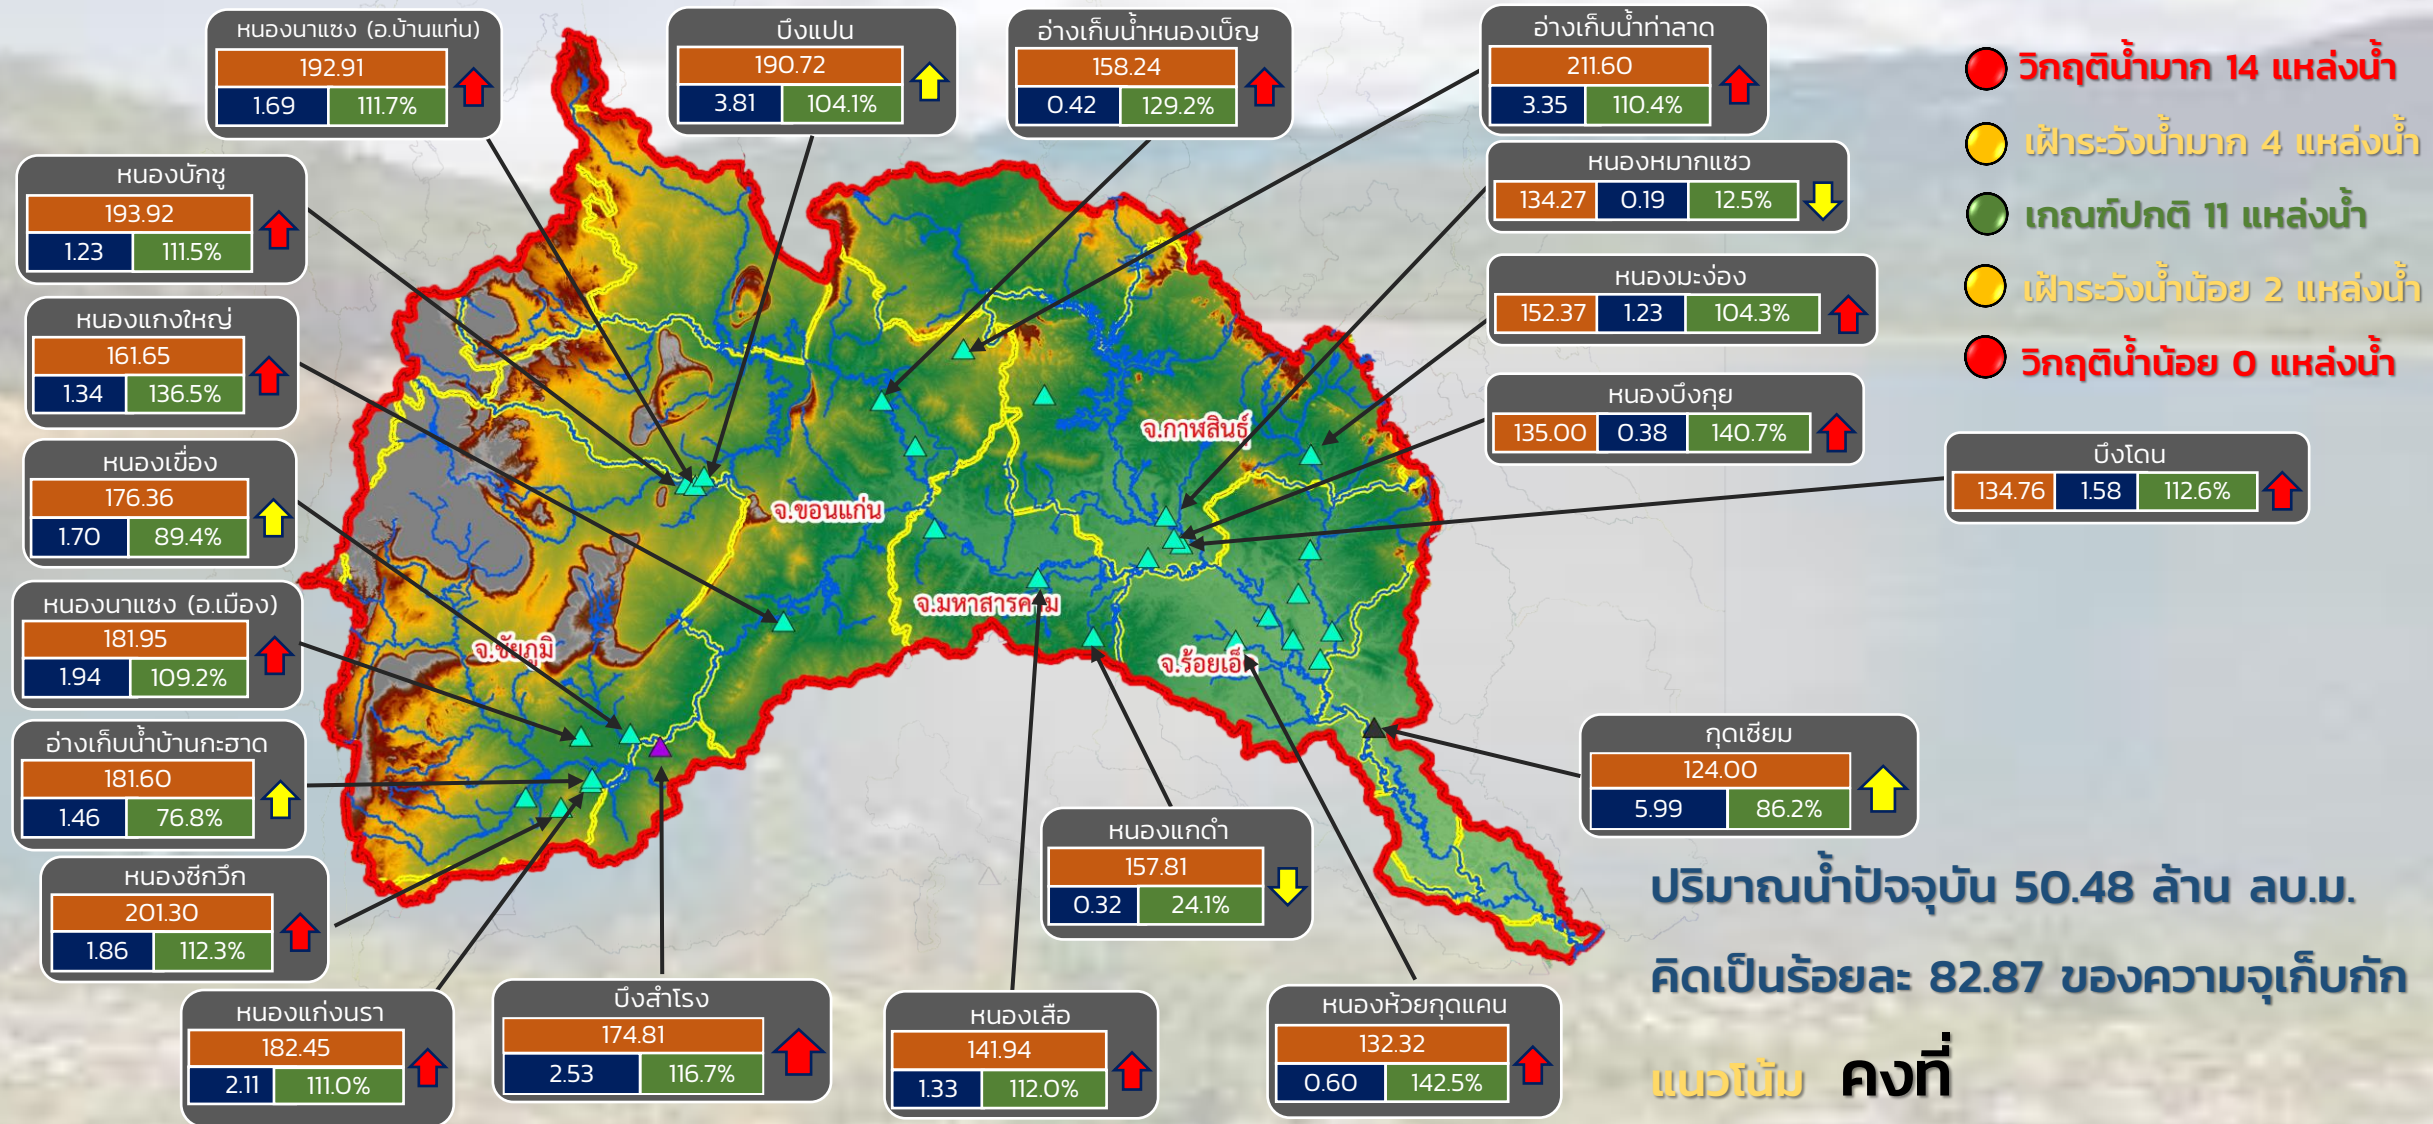 หนองนาแซง (อ.บ้านแท่น)
192.91
1.69 111.7%
บึงแปน
190.72
3.81 104.1%
อ่างเก็บน้ำหนองเบ็ญ
158.24
0.42 129.2%
อ่างเก็บน้ำท่าลาด
211.60
3.35 110.4%
วิกฤติน้ำมาก 14 แหล่งน้ำ
เฝ้าระวังน้ำมาก 4 แหล่งน้ำ
เกณฑ์ปกติ 11 แหล่งน้ำ
เฝ้าระวังน้ำน้อย 2 แหล่งน้ำ
วิกฤติน้ำน้อย 0 แหล่งน้ำ
หนองบักชู
193.92
1.23 111.5%
หนองหมากแซว
134.27 0.19 12.5%
หนองมะง่อง
152.37 1.23 104.3%
หนองแกงใหญ่
161.65
1.34 136.5%
หนองบึงกุย
135.00 0.38 140.7%
บึงโดน
134.76 1.58 112.6%
หนองเขื่อง
176.36
1.70 89.4%
จ.กาฬสินธุ์
จ.ขอนแก่น
จ.มหาสารคาม
จ.ชัยภูมิ
จ.ร้อยเอ็ด
หนองนาแซง (อ.เมือง)
181.95
1.94 109.2%
อ่างเก็บน้ำบ้านกะฮาด
181.60
1.46 76.8%
กุดเชียม
124.00
5.99 86.2%
หนองแกดำ
157.81
0.32 24.1%
หนองซีกวึก
201.30
1.86 112.3%
หนองแก่งนรา
182.45
2.11 111.0%
บึงสำโรง
174.81
2.53 116.7%
หนองเสือ
141.94
1.33 112.0%
หนองห้วยกุดแคน
132.32
0.60 142.5%
ปริมาณน้ำปัจจุบัน 50.48 ล้าน ลบ.ม.
คิดเป็นร้อยละ 82.87 ของความจุเก็บกัก
แนวโน้ม คงที่